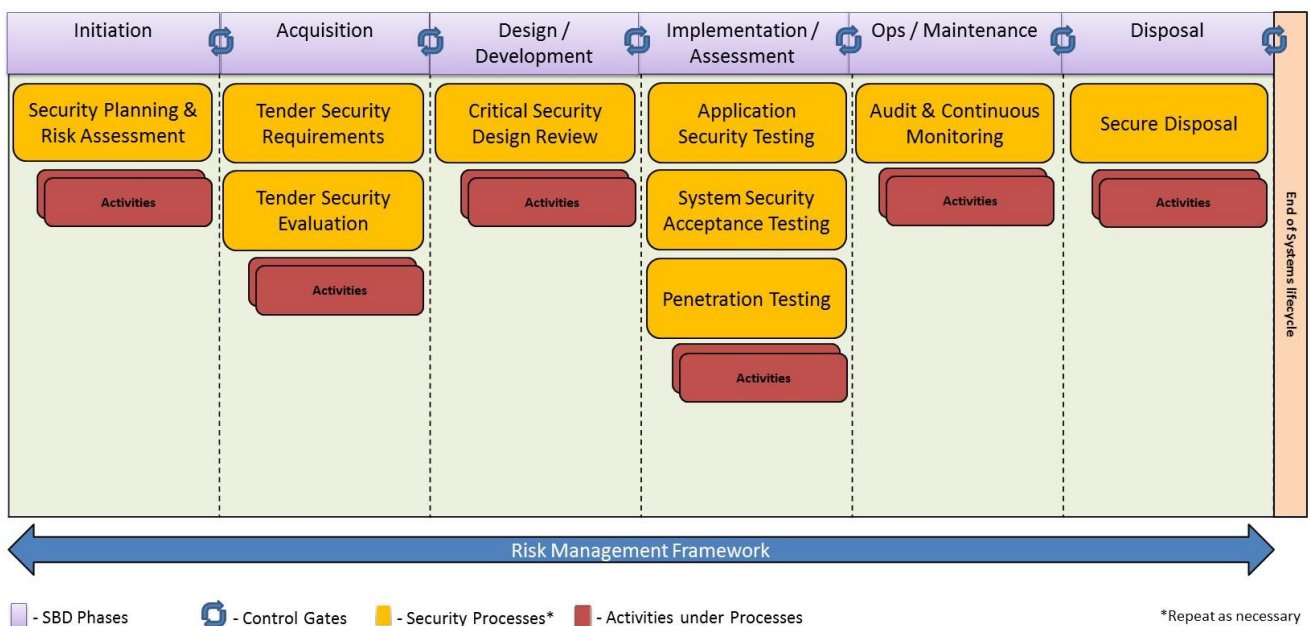 Initiation
Acquisition
Design /
Development
Implementation /
Assessment
Ops / Maintenance
Disposal
Security Planning &
Risk Assessment
Activities
Tender Security
Requirements
Tender Security
Evaluation
Activities
Critical Security
Design Review
Activities
Application
Security Testing
System Security
Acceptance Testing
Penetration Testing
Activities
Audit & Continuous
Monitoring
Activities
Secure Disposal
Activities
End of Systems lifecycle
Risk Management Framework
- SBD Phases
- Control Gates
- Security Processes*
- Activities under Processes
*Repeat as necessary